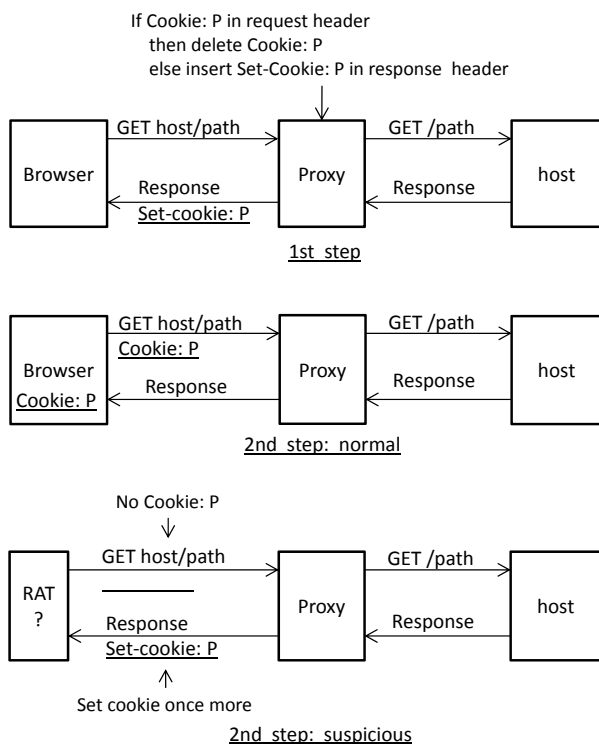 If Cookie: P in request header
then delete Cookie: P
else insert Set-Cookie: P in response header
GET host/path
GET /path
Browser
Proxy
host
Response
Response
Set-cookie: P
1st step
GET host/path
GET /path
Cookie: P
Browser
Proxy
host
Cookie: P
Response
Response
2nd step: normal
No Cookie: P
GET host/path
GET /path
RAT
?
Proxy
host
Response
Response
Set-cookie: P
Set cookie once more
2nd step: suspicious